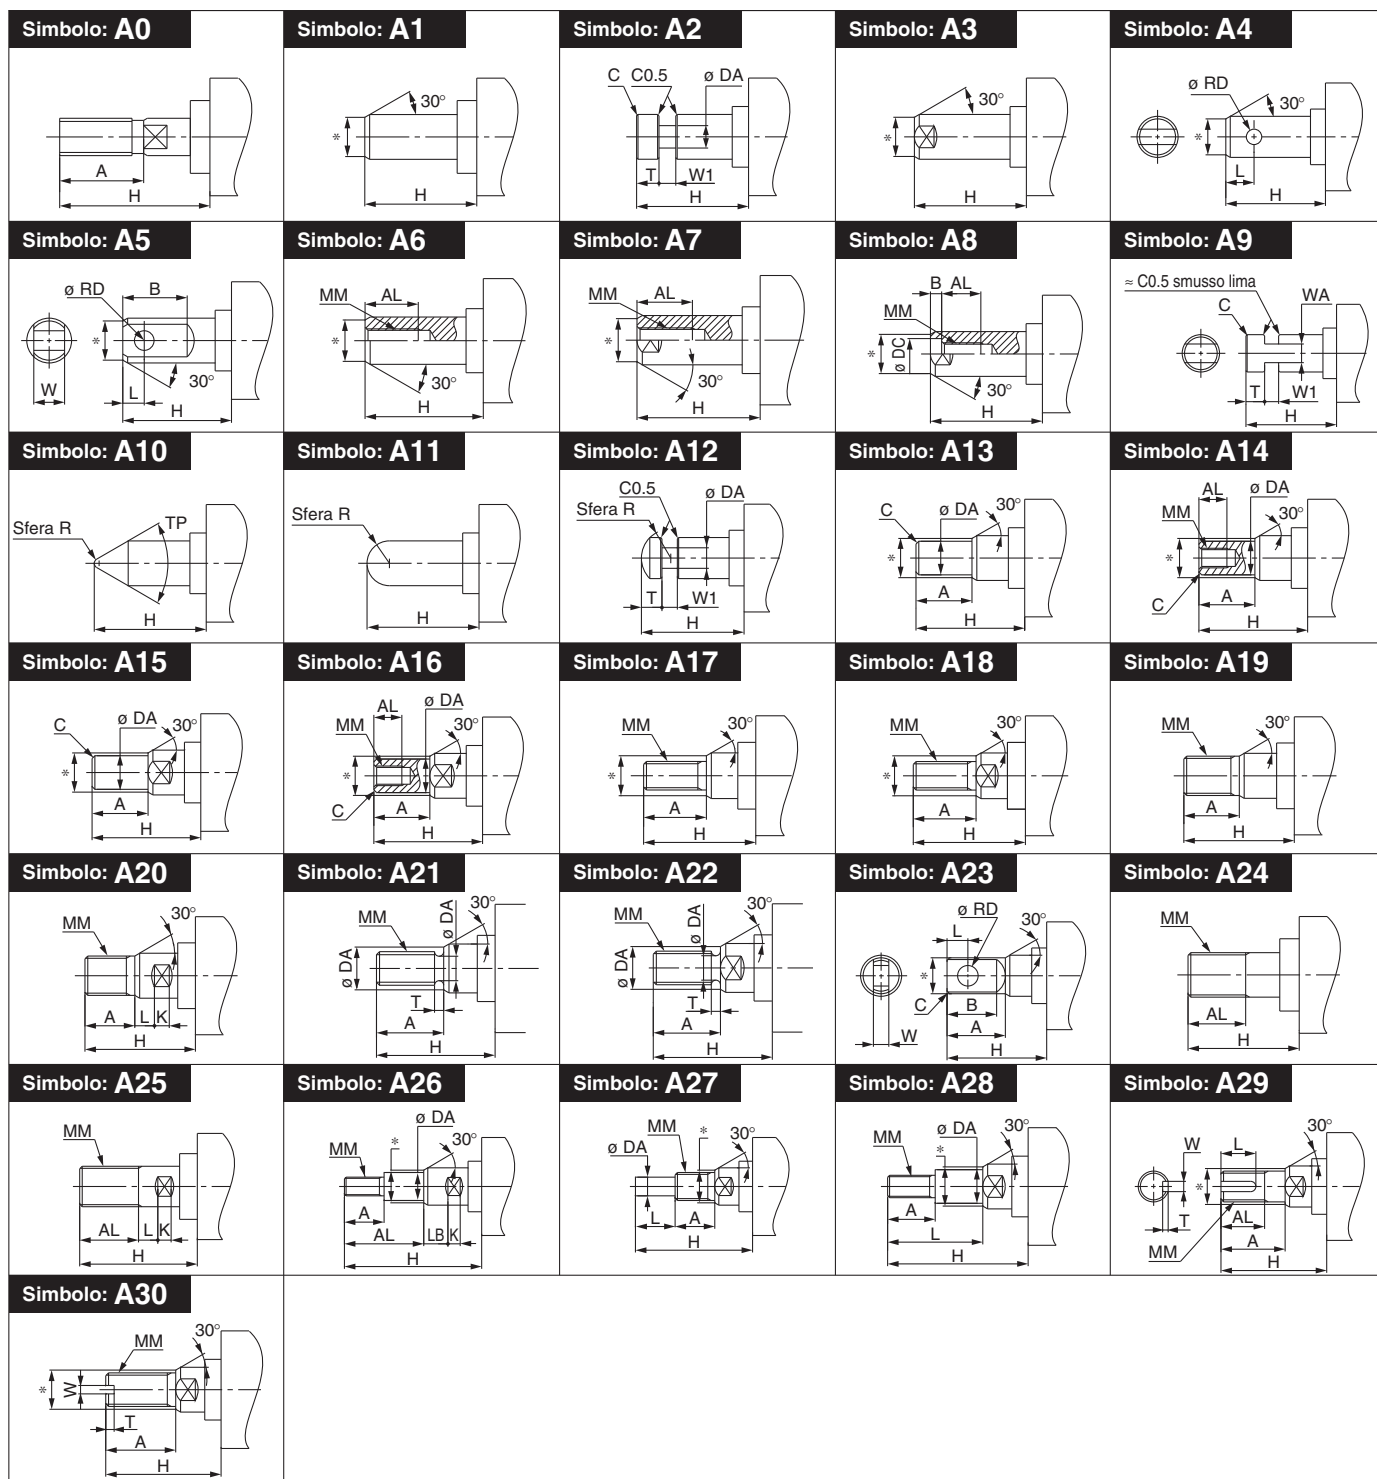 Simbolo: A0
A
H
Simbolo: A1
30°
*
H
Simbolo: A2
C C0.5 ø DA
T W1
H
Simbolo: A3
30°
*
H
Simbolo: A4
ø RD
30°
*
L
H
Simbolo: A5
ø RD B
*
W
L 30°
H
Simbolo: A6
MM AL
*
30°
H
Simbolo: A7
MM AL
*
30°
H
Simbolo: A8
B AL
MM
* ø DC
30°
H
Simbolo: A9
≈ C0.5 smusso lima
C WA
T W1
H
Simbolo: A10
Sfera R TP
H
Simbolo: A11
Sfera R
H
Simbolo: A12
C0.5
Sfera R ø DA
T W1
H
Simbolo: A13
C ø DA 30°
*
A
H
Simbolo: A14
AL ø DA
MM 30°
*
C A
H
Simbolo: A15
C ø DA 30°
*
A
H
Simbolo: A16
AL ø DA
MM 30°
*
C A
H
Simbolo: A17
MM 30°
*
A
H
Simbolo: A18
MM 30°
*
A
H
Simbolo: A19
MM 30°
A
H
Simbolo: A20
MM 30°
A L K
H
Simbolo: A21
MM ø DA 30°
ø DA
T
A
H
Simbolo: A22
MM ø DA 30°
ø DA
T
A
H
Simbolo: A23
ø RD
L 30°
*
C B
W A
H
Simbolo: A24
MM
AL
H
Simbolo: A25
MM
AL L K
H
Simbolo: A26
ø DA
MM * 30°
A
AL LB K
H
Simbolo: A27
MM *
ø DA 30°
L A
H
Simbolo: A28
MM ø DA 30°
*
A
L
H
Simbolo: A29
W L 30°
*
T AL
MM A
H
Simbolo: A30
MM 30°
* W
T
A
H